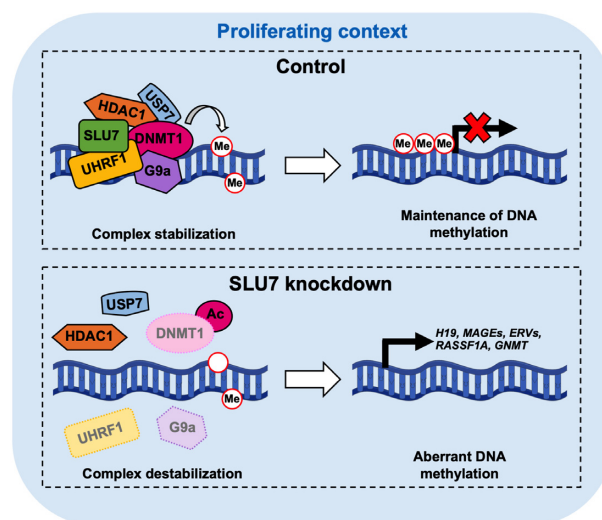 Proliferating context
Control
HDAC1
USP7
SLU7
DNMT1
UHRF1
G9a
Me
Me
Me Me Me
Complex stabilization
Maintenance of DNA
methylation
SLU7 knockdown
USP7
HDAC1
DNMT1
Ac
Me
UHRF1
G9a
H19, MAGEs, ERVs,
RASSF1A, GNMT
Complex destabilization
Aberrant DNA
methylation